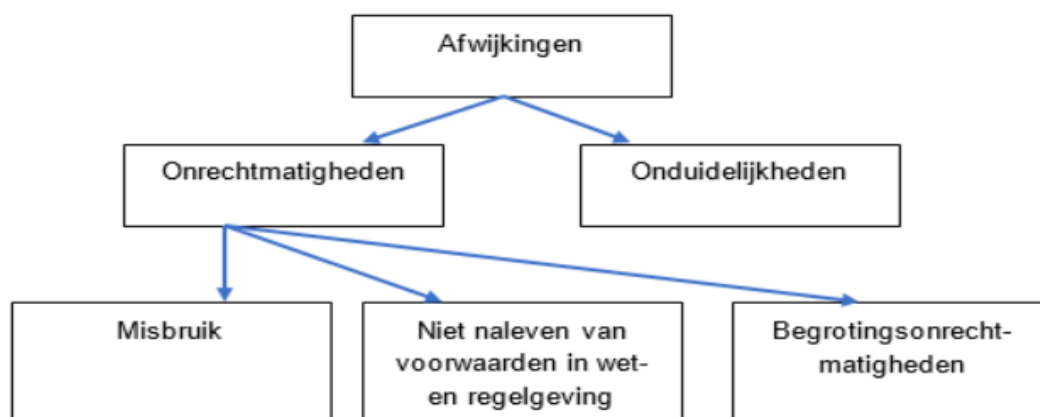 Afwijkingen
Onrechtmatigheden
Onduidelijkheden
Misbruik
Niet naleven van
voorwaarden in wet-
en regelgeving
Begrotingsonrecht-
matigheden